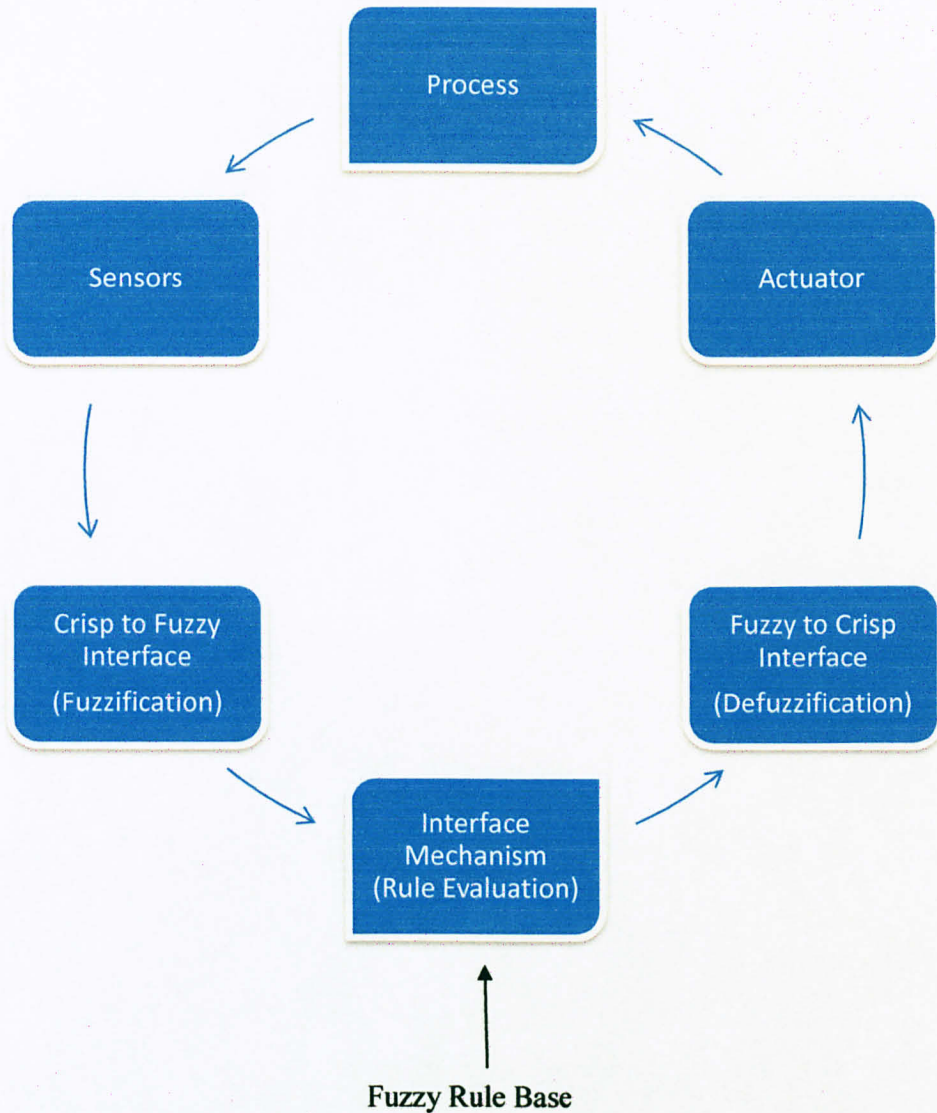 Process
Sensors
Actuator
Crisp to Fuzzy
Interface
(Fuzzification)
Fuzzy to Crisp
Interface
(Defuzzification)
Interface
Mechanism
(Rule Evaluation)
Fuzzy Rule Base